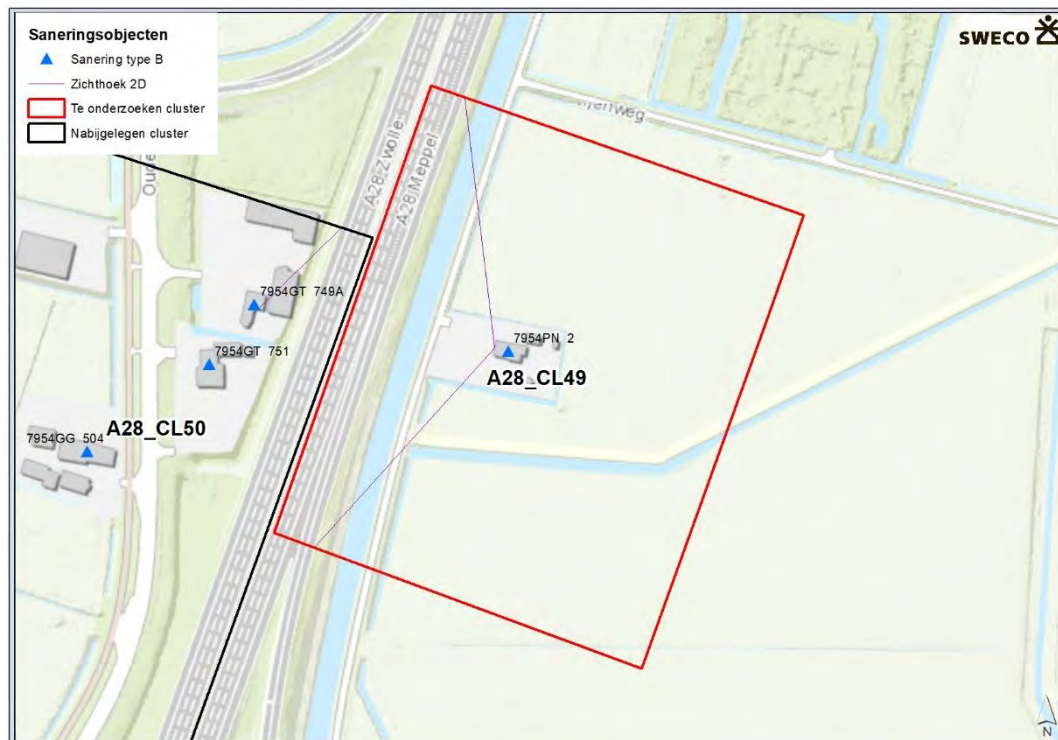 Saneringsobjecten
Sanering type B
Zichthoek 2D
Te onderzoeken cluster
Nabijgelegen cluster
SWECO
A28 Zwolle
A28 Meppel
7954GT 749A
7954GT 751
7954PN 2
A28_CL49
A28_CL50
7954GG 504
N